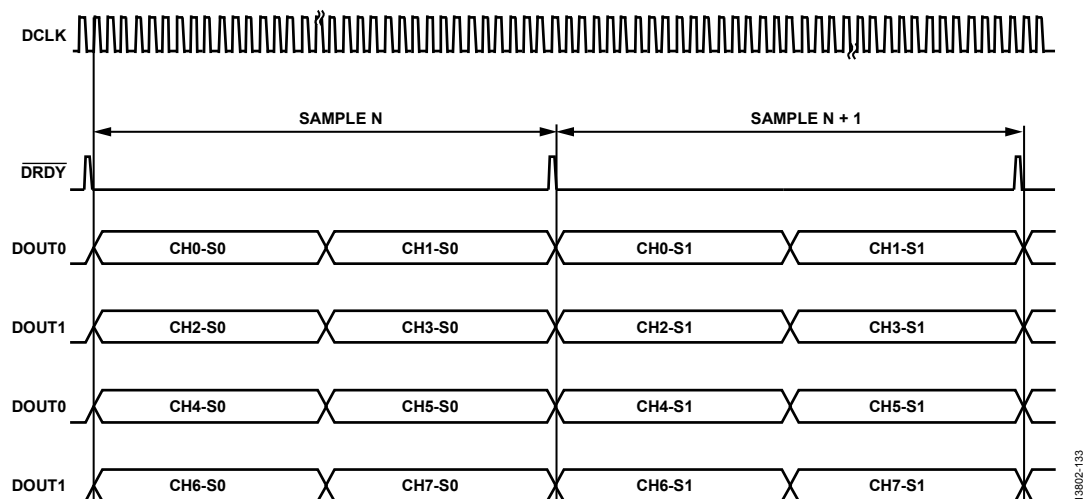 DCLK
SAMPLE N
SAMPLE N + 1
DRDY
DOUT0
CH0-S0
CH1-S0
CH0-S1
CH1-S1
DOUT1
CH2-S0
CH3-S0
CH2-S1
CH3-S1
DOUT0
CH4-S0
CH5-S0
CH4-S1
CH5-S1
DOUT1
CH6-S0
CH7-S0
CH6-S1
CH7-S1
3802-133